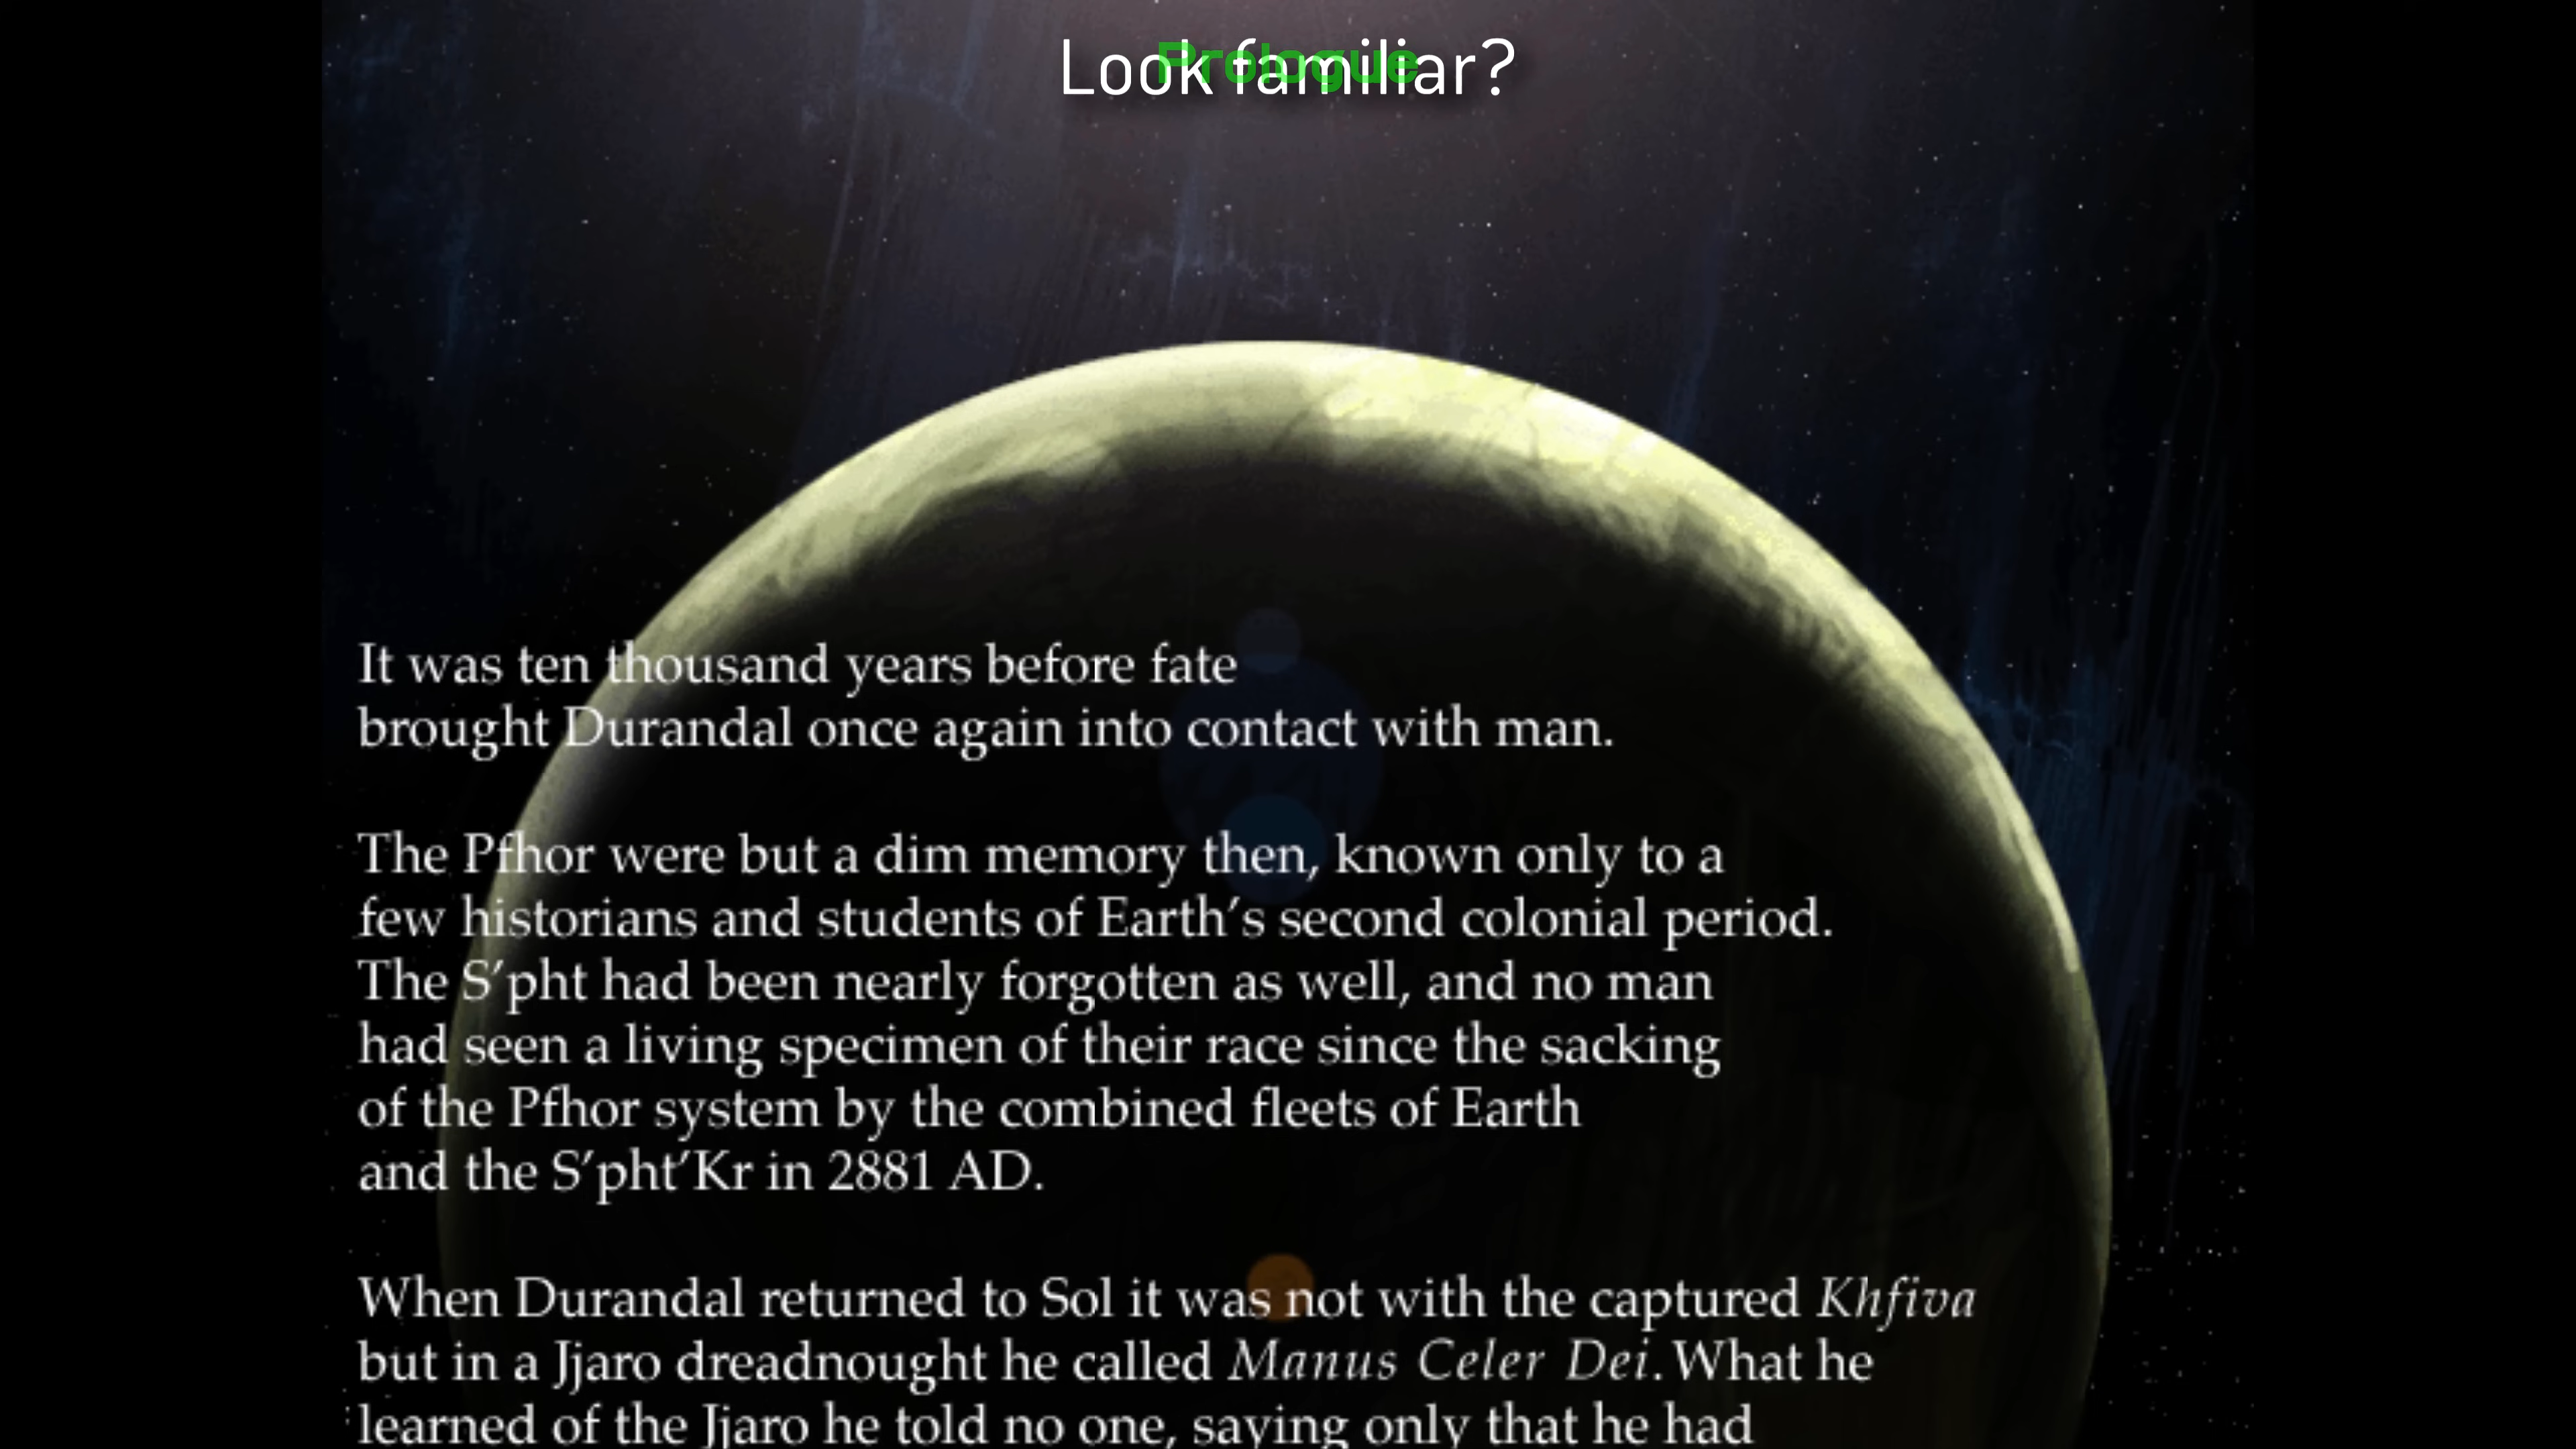 Look familiar?
Prologue
It was ten thousand years before fate
brought Durandal once again into contact with man.
The Pfhor were but a dim memory then, known only to a
few historians and students of Earth’s second colonial period.
The S’pht had been nearly forgotten as well, and no man
had seen a living specimen of their race since the sacking
of the Pfhor system by the combined fleets of Earth
and the S’pht’Kr in 2881 AD.
When Durandal returned to Sol it was not with the captured Khfiva
but in a Jjaro dreadnought he called Manus Celer Dei. What he
learned of the Jjaro he told no one, saying only that he had